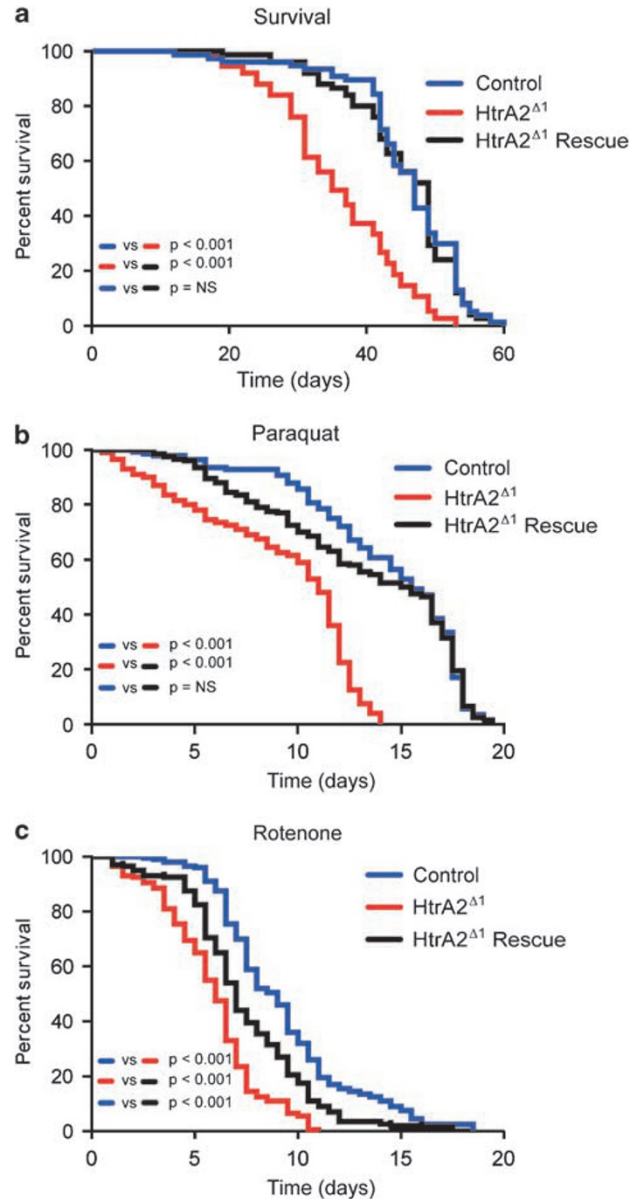 a
Survival
100
80
60
40
20
0
Percent survival
Control
HtrA2Δ1
HtrA2Δ1 Rescue
vs p < 0.001
vs p < 0.001
vs p = NS
0 20 40 60
Time (days)
b
Paraquat
100
80
60
40
20
0
Percent survival
Control
HtrA2Δ1
HtrA2Δ1 Rescue
vs p < 0.001
vs p < 0.001
vs p = NS
0 5 10 15 20
Time (days)
c
Rotenone
100
80
60
40
20
0
Percent survival
Control
HtrA2Δ1
HtrA2Δ1 Rescue
vs p < 0.001
vs p < 0.001
vs p < 0.001
0 5 10 15 20
Time (days)